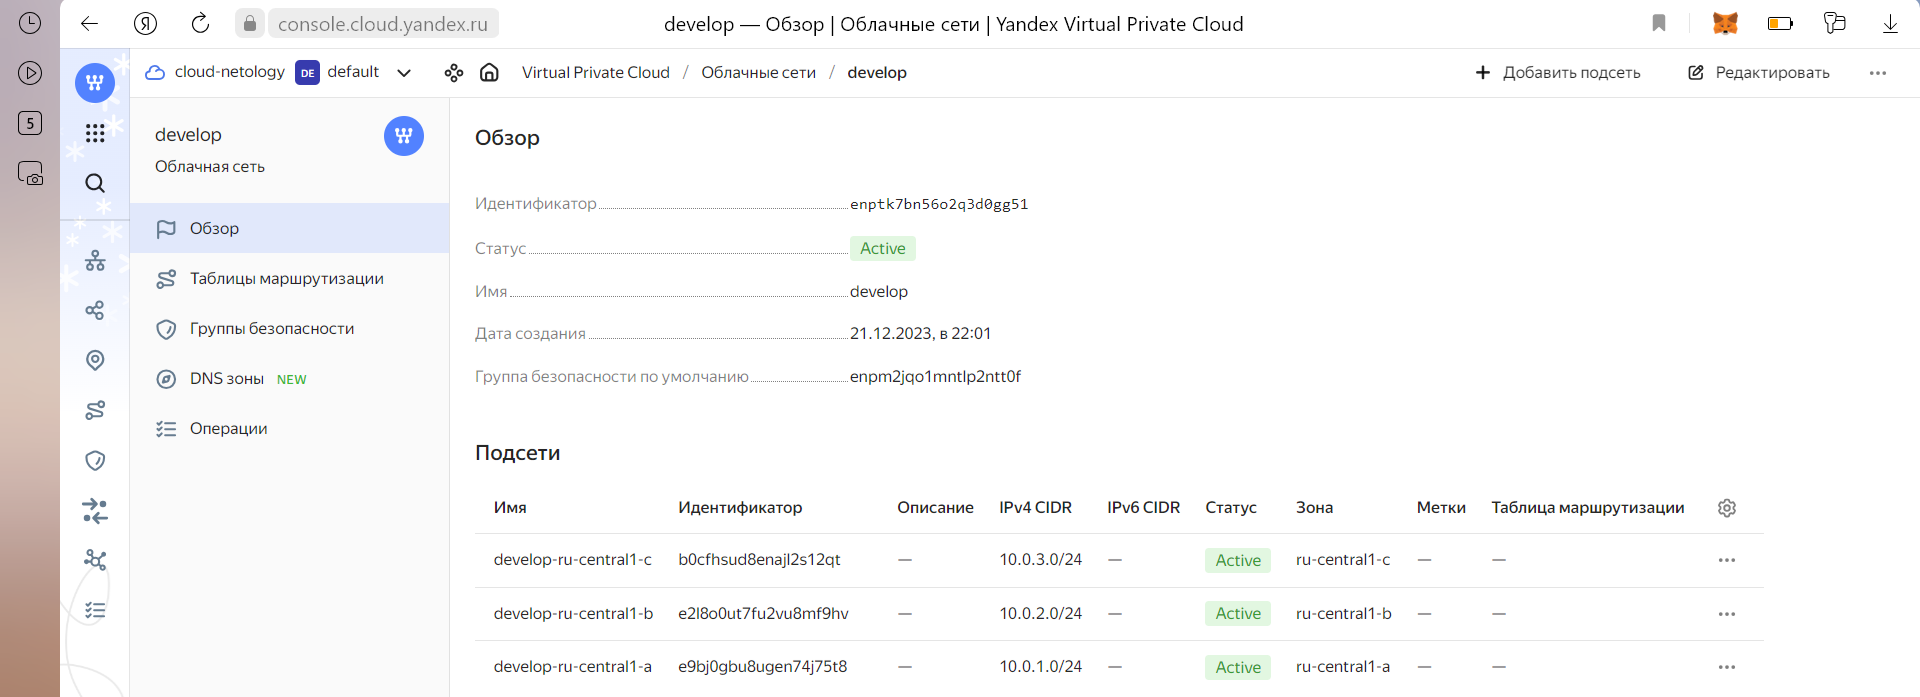 console.cloud.yandex.ru
develop — Обзор | Облачные сети | Yandex Virtual Private Cloud
5
cloud-netology DE default
Virtual Private Cloud / Облачные сети / develop
Добавить подсеть
Редактировать
develop
Облачная сеть
Обзор
Таблицы маршрутизации
Группы безопасности
DNS зоны NEW
Операции
Обзор
Идентификатор enptk7bn56o2q3d0gg51
Статус Active
Имя develop
Дата создания 21.12.2023, в 22:01
Группа безопасности по умолчанию enpm2jqo1mntlp2ntt0f
Подсети
Имя Идентификатор Описание IPv4 CIDR IPv6 CIDR Статус Зона Метки Таблица маршрутизации
develop-ru-central1-c b0cfhsud8enajl2s12qt — 10.0.3.0/24 — Active ru-central1-c — —
develop-ru-central1-b e2l8o0ut7fu2vu8mf9hv — 10.0.2.0/24 — Active ru-central1-b — —
develop-ru-central1-a e9bj0gbu8ugen74j75t8 — 10.0.1.0/24 — Active ru-central1-a — —